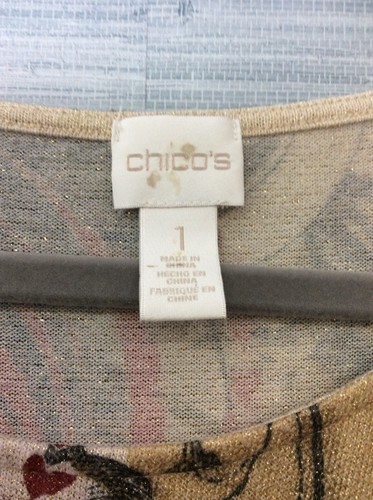 chico's
1
MADE IN
CHINA
HECHO EN
CHINA
FABRIQUÉ EN
CHINE